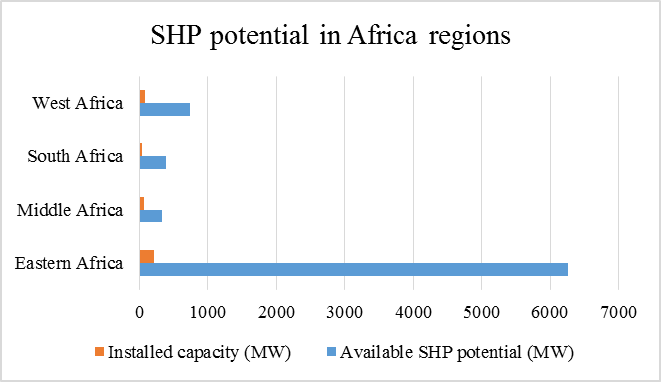 SHP potential in Africa regions
West Africa
South Africa
Middle Africa
Eastern Africa
0 1000 2000 3000 4000 5000 6000 7000
Installed capacity (MW) Available SHP potential (MW)